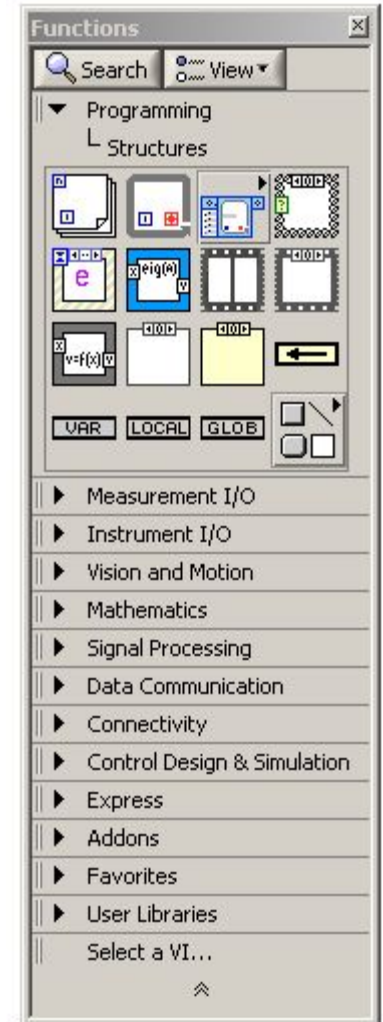 Functions
Search View
Programming
Structures
e
eig(A)
y=f(x)
VAR LOCAL GLOB
Measurement I/O
Instrument I/O
Vision and Motion
Mathematics
Signal Processing
Data Communication
Connectivity
Control Design & Simulation
Express
Addons
Favorites
User Libraries
Select a VI...